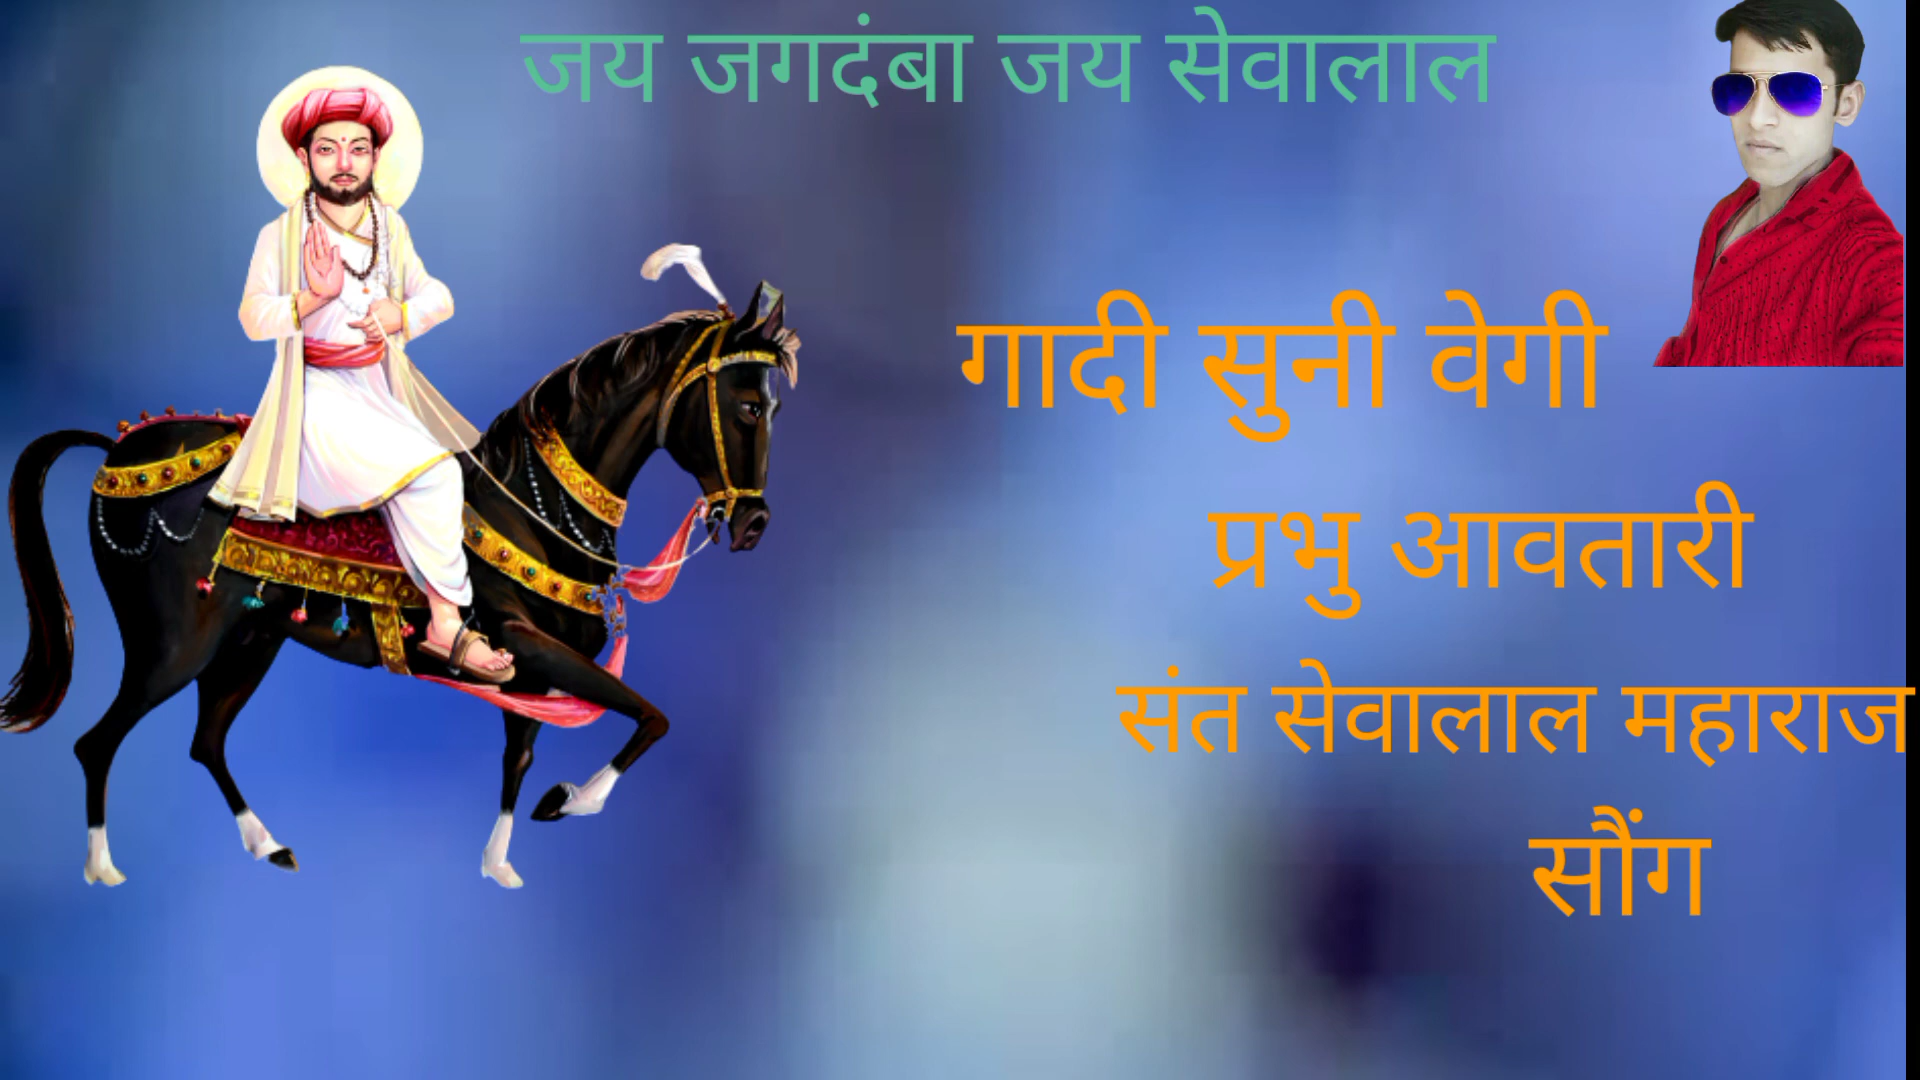 जय जगदंबा जय सेवालाल
गादी सुनी वेगी
प्रभु आवतारी
संत सेवालाल महाराज
सौंग